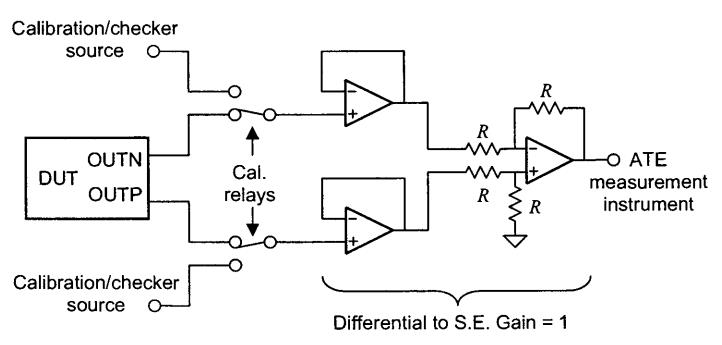 Calibration/checker
source
OUTN
DUT
OUTP
Cal.
relays
Calibration/checker
source
R
R
R
R
ATE
measurement
instrument
Differential to S.E. Gain = 1